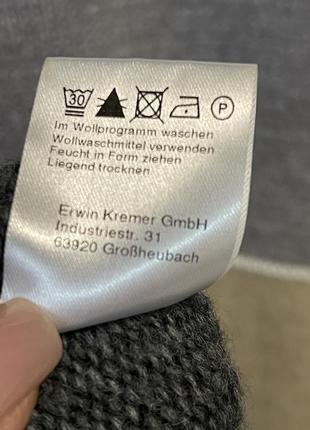 30 P
Im Wollprogramm waschen
Wollwaschmittel verwenden
Feucht in Form ziehen
Liegend trocknen
Erwin Kremer GmbH
Industriestr. 31
63920 Großheubach